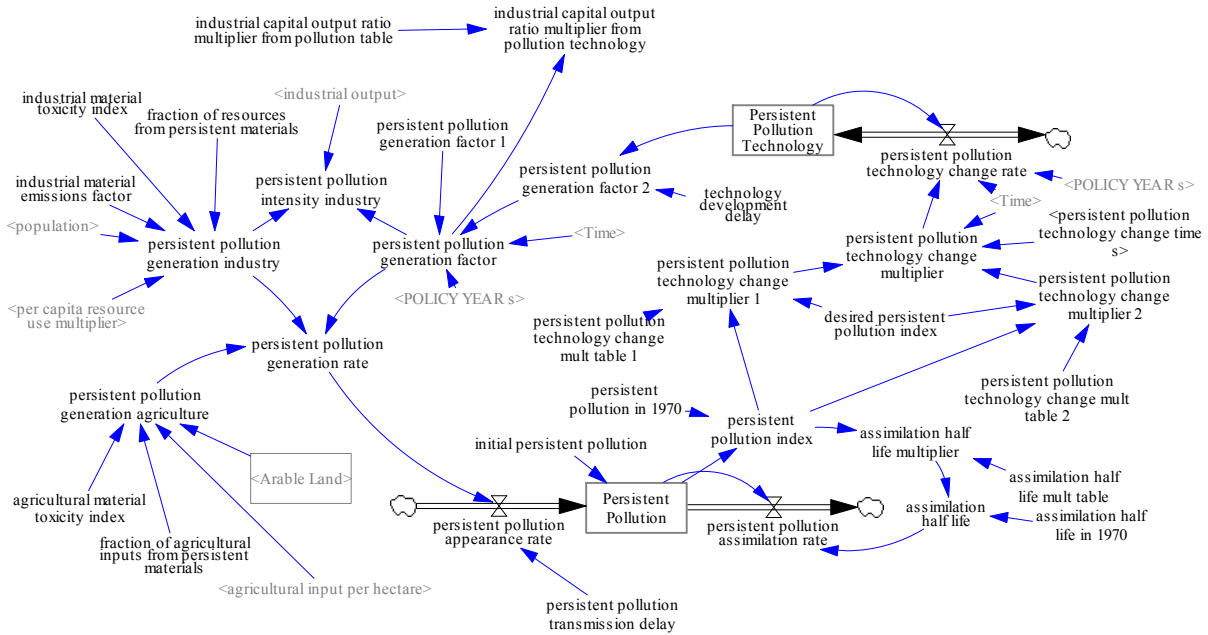 industrial capital output ratio
multiplier from pollution table
industrial capital output
ratio multiplier from
pollution technology
industrial material
toxicity index
fraction of resources
from persistent materials
<industrial output>
persistent pollution
generation factor 1
Persistent
Pollution
Technology
industrial material
emissions factor
persistent pollution
intensity industry
persistent pollution
generation factor 2
technology
development
delay
persistent pollution
technology change rate
<POLICY YEAR s>
<Time>
<population>
persistent pollution
generation industry
persistent pollution
generation factor
<Time>
<POLICY YEAR s>
<per capita resource
use multiplier>
persistent pollution
technology change
multiplier
<persistent pollution
technology change time
s>
persistent pollution
technology change
multiplier 1
persistent pollution
technology change
multiplier 2
desired persistent
pollution index
persistent pollution
technology change
mult table 1
persistent pollution
generation rate
persistent pollution
technology change mult
table 2
persistent pollution
generation agriculture
persistent
pollution in 1970
persistent
pollution index
initial persistent pollution
assimilation half
life multiplier
<Arable Land>
assimilation half
life mult table
agricultural material
toxicity index
Persistent
Pollution
assimilation
half life
assimilation half
life in 1970
persistent pollution
appearance rate
persistent pollution
assimilation rate
fraction of agricultural
inputs from persistent
materials
<agricultural input per hectare>
persistent pollution
transmission delay